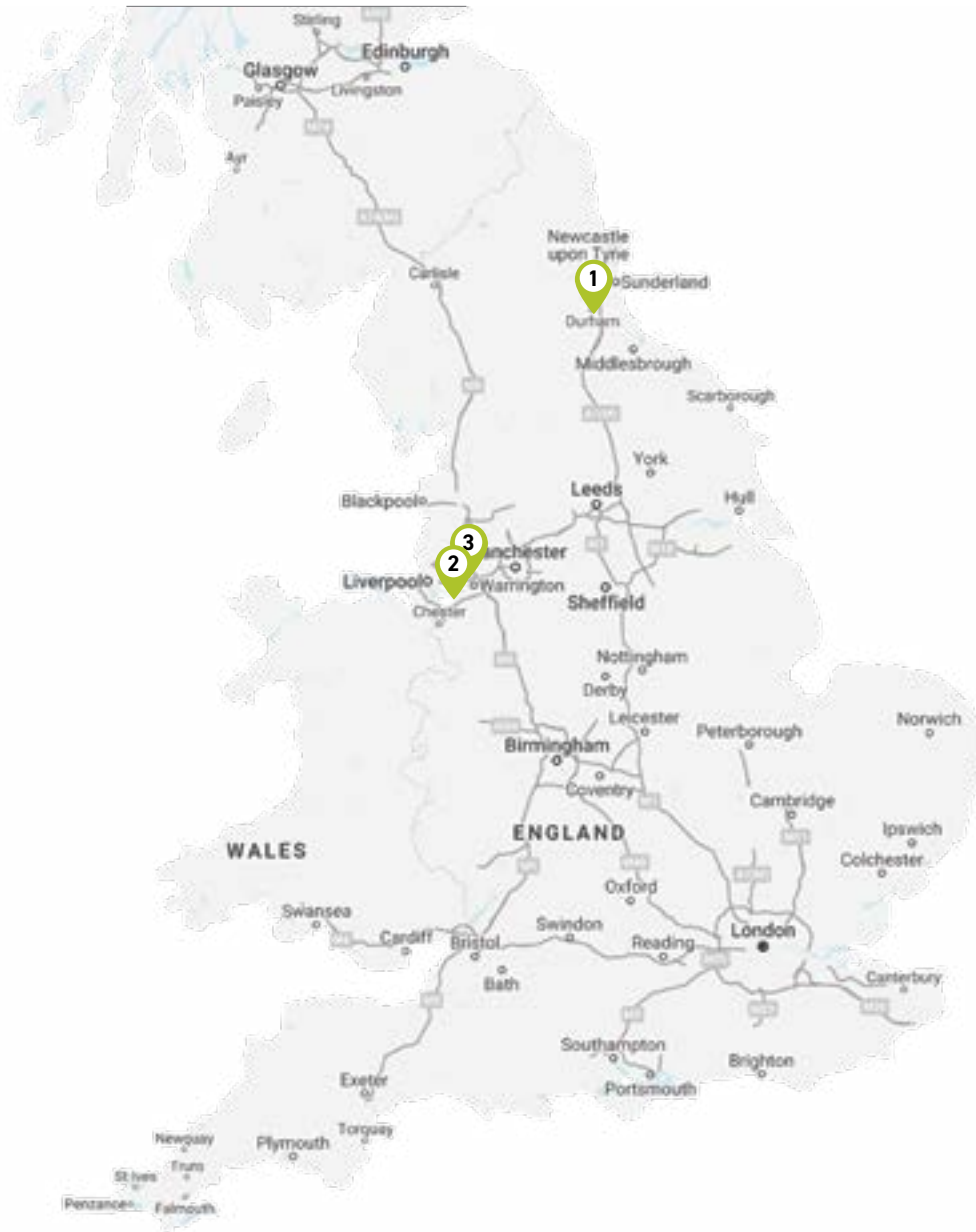 Stirling
Edinburgh
Glasgow
Livingston
Paisley
Ayr
Newcastle
upon Tyne
Carlisle
1
Sunderland
Durham
Middlesbrough
Scarborough
York
Leeds
Blackpool
Hull
3
anchester
2
Liverpool
Warrington
Sheffield
Chester
Nottingham
Derby
Leicester
Norwich
Peterborough
Birmingham
Coventry
Cambridge
ENGLAND
Ipswich
WALES
Colchester
Oxford
Swansea
Swindon
London
Cardiff
Bristol
Reading
Bath
Canterbury
Southampton
Brighton
Exeter
Portsmouth
Torquay
Newquay
Plymouth
Truro
St Ives
Penzance
Falmouth